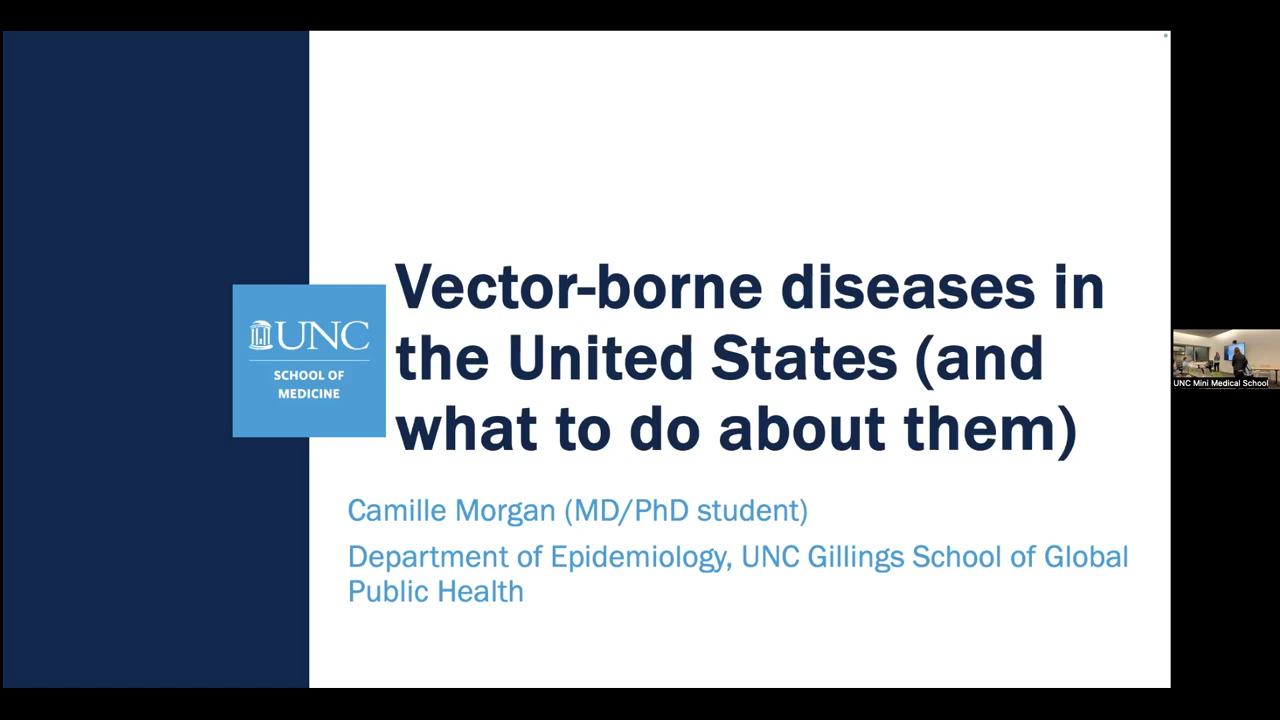 Vector-borne diseases in
the United States (and
what to do about them)
UNC
SCHOOL OF
MEDICINE
Camille Morgan (MD/PhD student)
Department of Epidemiology, UNC Gillings School of Global
Public Health
UNC Mini Medical School